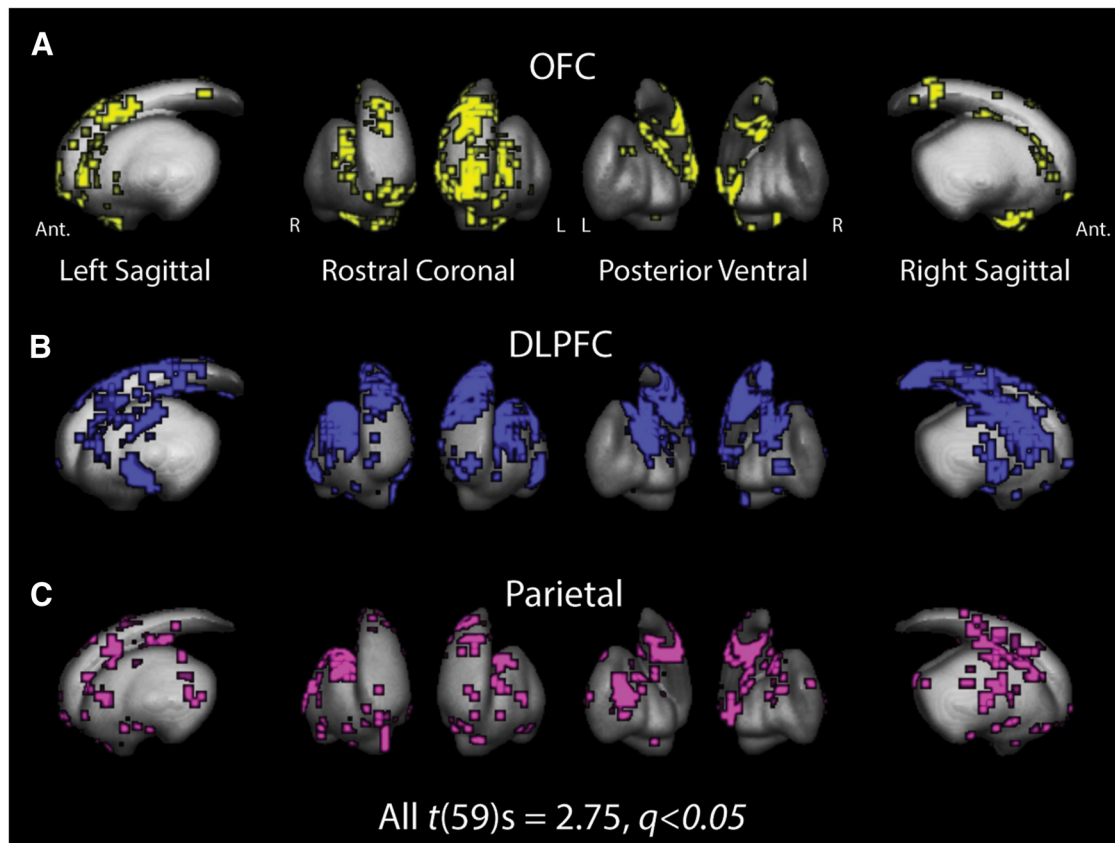 A
OFC
Ant.
R
L
L
R
Ant.
Left Sagittal
Rostral Coronal
Posterior Ventral
Right Sagittal
B
DLPFC
C
Parietal
All t(59)s = 2.75, q<0.05